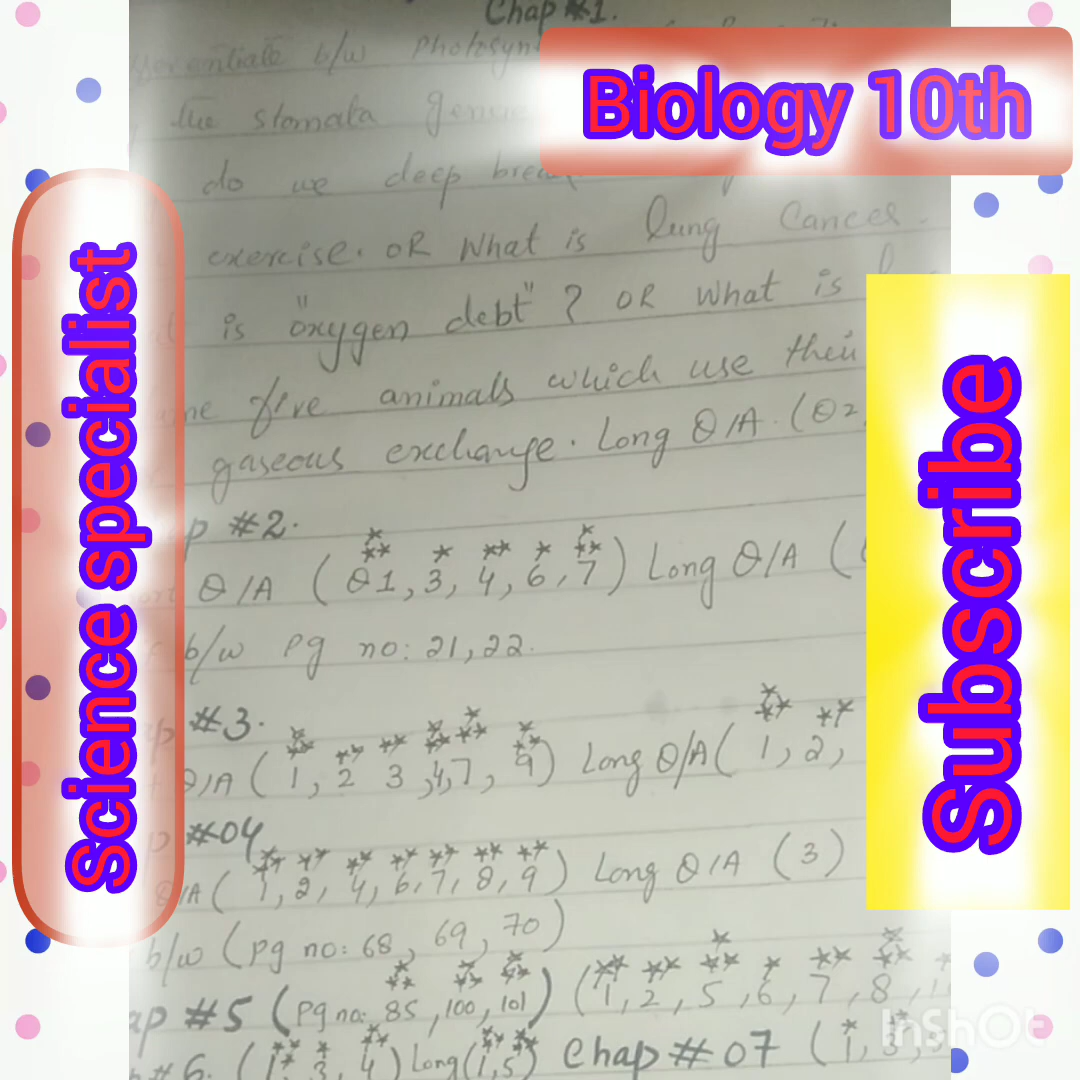 Chap #1.
b/w Photosyn
the stomata
do we deep
exercise. OR What is lung Cancer.
is "oxygen debt"? OR What is
five animals which use their
gaseous exchange. Long Q/A. (Q2,
#2.
Q/A (Q1, 3, 4, 6, 7) Long Q/A (
b/w Pg no: 21, 22.
#3.
Q/A (1, 2 3 4, 7, 9) Long Q/A (1, 2,
#04
(1, 2, 4, 6, 7, 8, 9) Long Q/A (3)
b/w (Pg no: 68, 69, 70)
#5 (Pg no: 85, 100, 101) (1, 2, 5, 6, 7, 8,
#6. (1, 3, 4) Long (1, 5) Chap # 07 (1, 3,
Biology 10th
Science specialist
Subscribe
InShOt